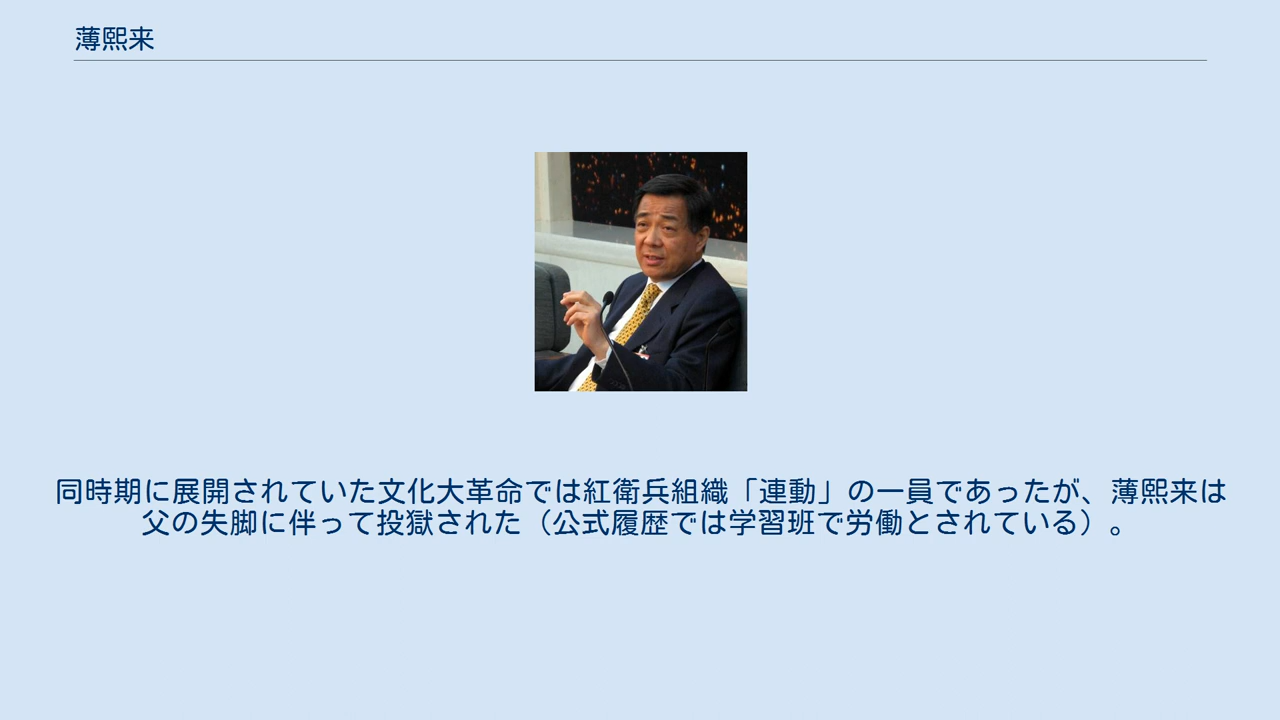 薄熙来
同時期に展開されていた文化大革命では紅衛兵組織「連動」の一員であったが、薄熙来は
父の失脚に伴って投獄された（公式履歴では学習班で労働とされている）。